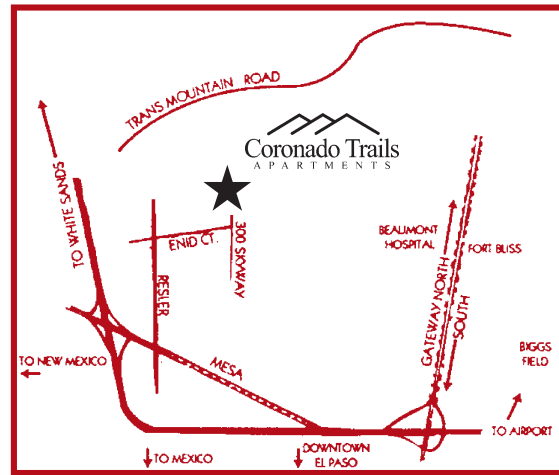 TRANS MOUNTAIN ROAD
Coronado Trails
APARTMENTS
TO WHITE SANDS
ENID CT.
300 SKYWAY
RESLER
BEAUMONT
HOSPITAL
FORT BLISS
GATEWAY NORTH
SOUTH
MESA
TO NEW MEXICO
BIGGS
FIELD
TO AIRPORT
TO MEXICO
DOWNTOWN
EL PASO